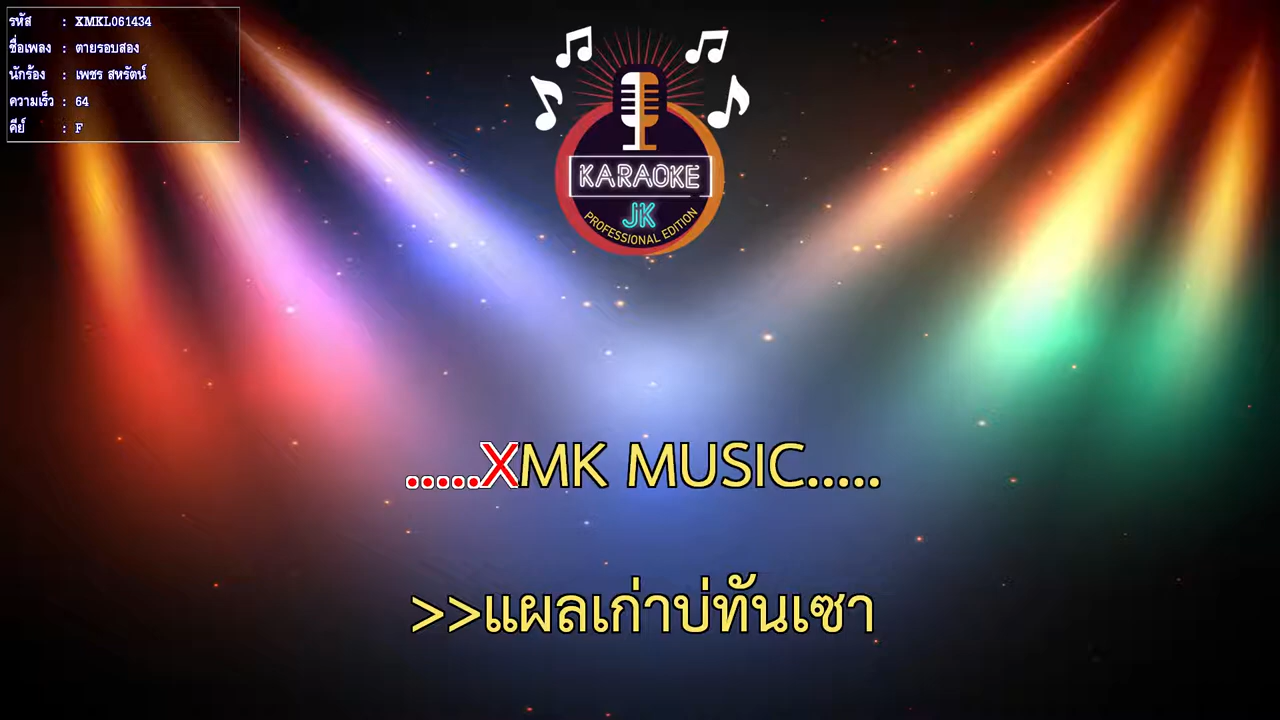 รหัส : XMKL061434
ชื่อเพลง : ตายรอบสอง
นักร้อง : เพชร สหรัตน์
ความเร็ว : 64
คีย์ : F
KARAOKE
JK
PROFESSIONAL EDITION
.....XMK MUSIC.....
>>แผลเก่าบ่ทันเซา